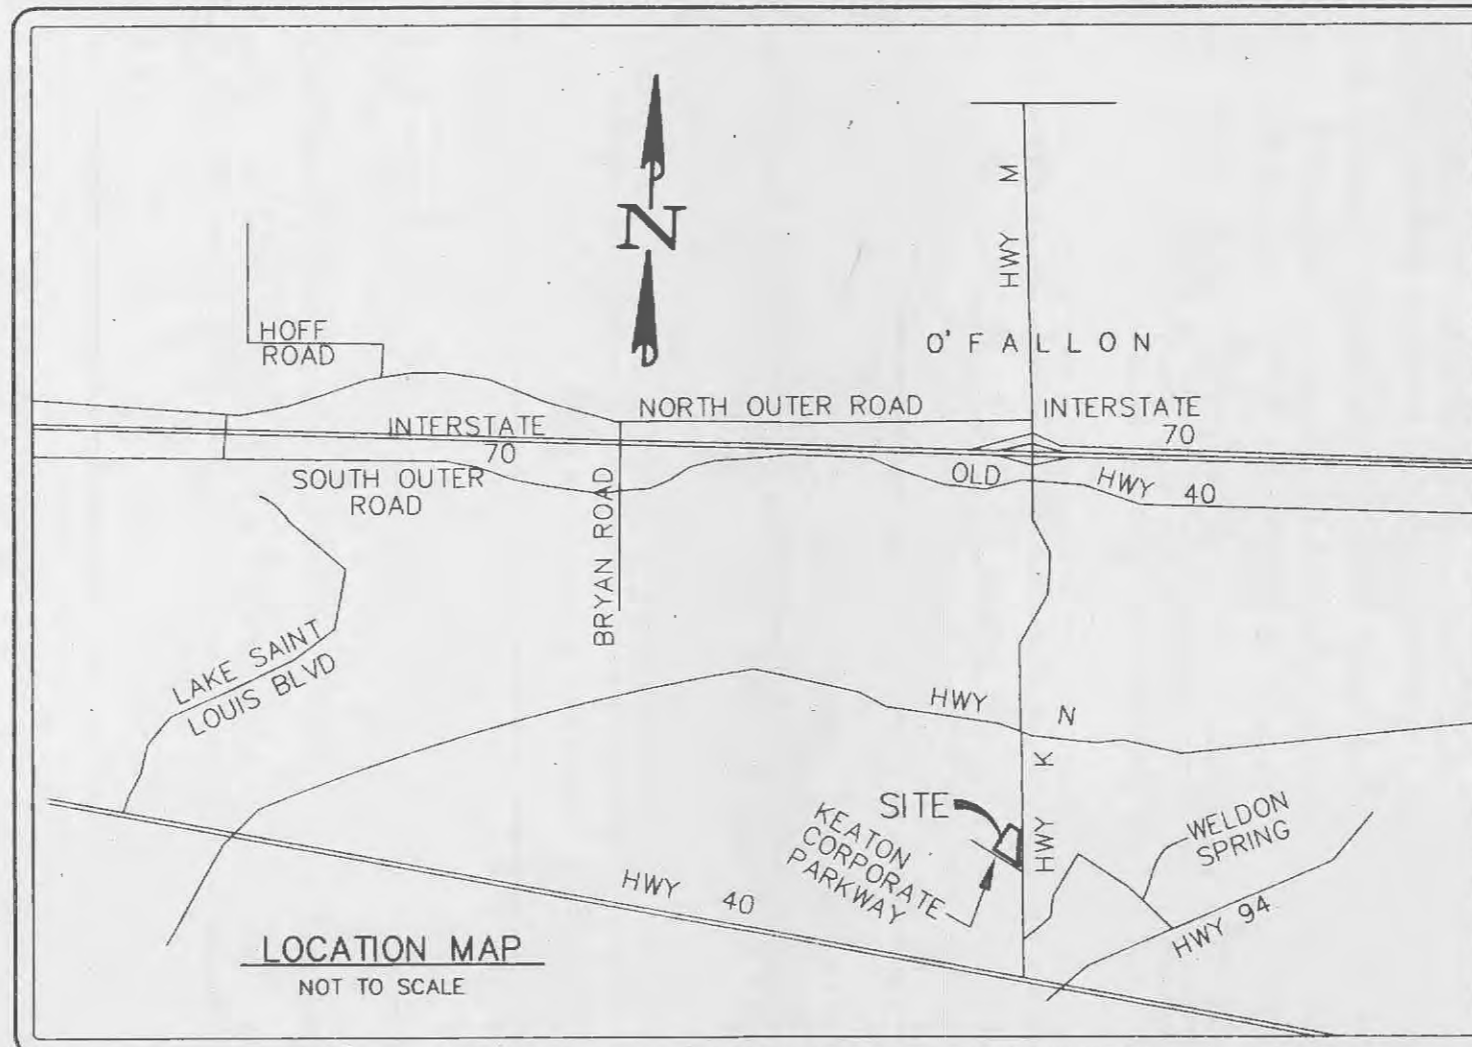 N
HWY M
HOFF
ROAD
O' F A L L O N
NORTH OUTER ROAD
INTERSTATE
70
INTERSTATE
70
SOUTH OUTER
ROAD
OLD HWY 40
BRYAN ROAD
LAKE SAINT
LOUIS BLVD
HWY N
HWY K
SITE
KEATON
CORPORATE
PARKWAY
WELDON
SPRING
HWY 40
HWY 94
LOCATION MAP
NOT TO SCALE